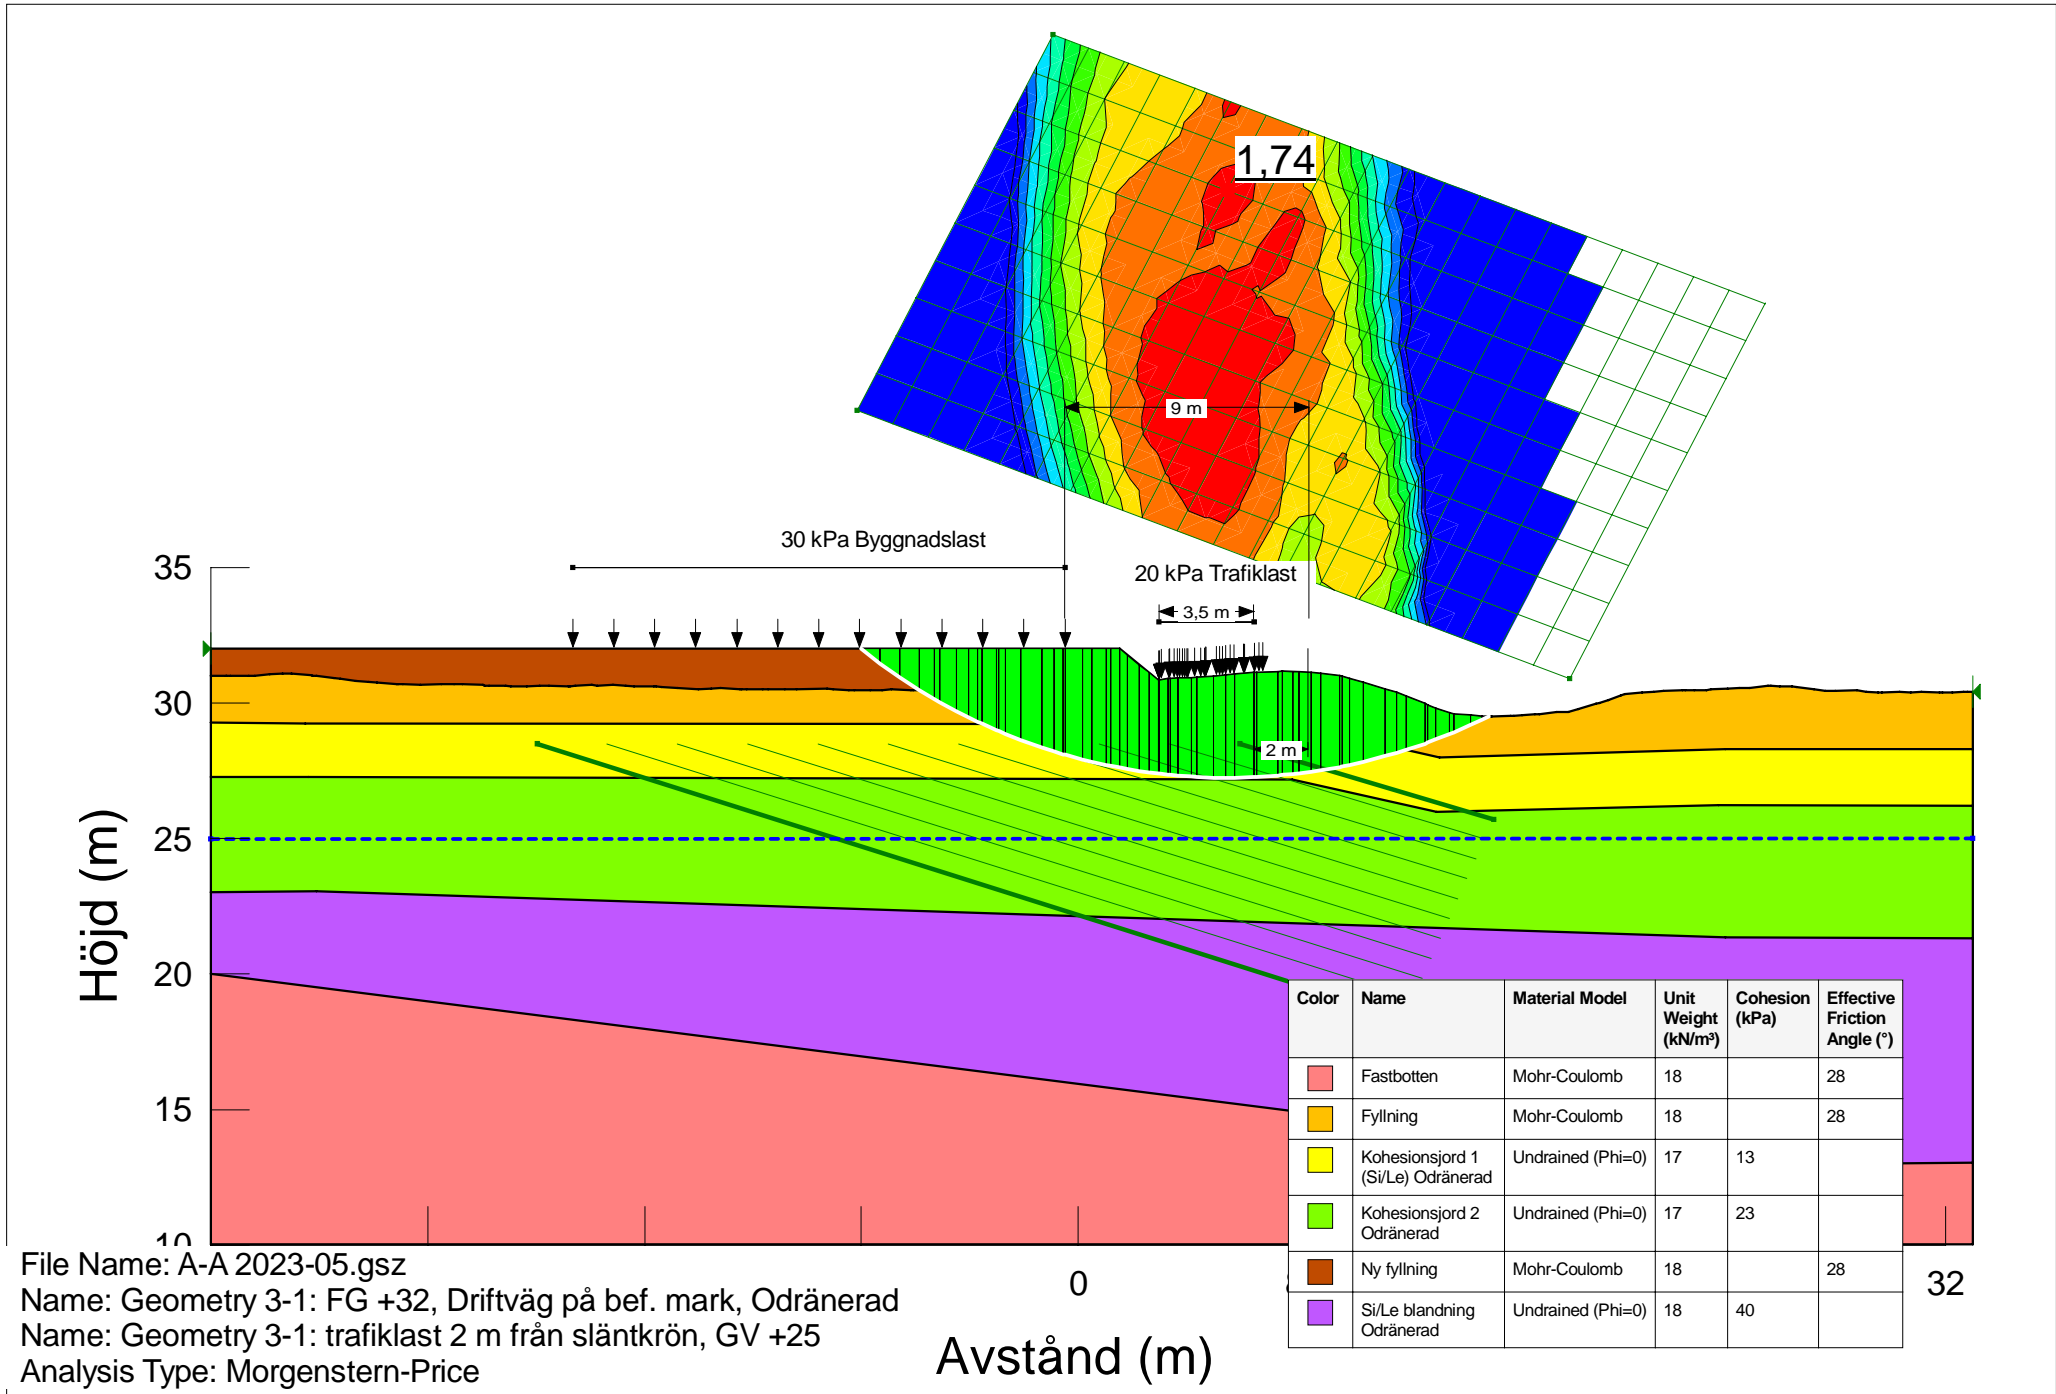 1,74
9 m
30 kPa Byggnadslast
20 kPa Trafiklast
3,5 m
2 m
35
30
25
20
15
10
Höjd (m)
0
32
Avstånd (m)
Color Name Material Model Unit Weight (kN/m³) Cohesion (kPa) Effective Friction Angle (°)
Fastbotten Mohr-Coulomb 18 28
Fyllning Mohr-Coulomb 18 28
Kohesionsjord 1 (Si/Le) Odränerad Undrained (Phi=0) 17 13
Kohesionsjord 2 Odränerad Undrained (Phi=0) 17 23
Ny fyllning Mohr-Coulomb 18 28
Si/Le blandning Odränerad Undrained (Phi=0) 18 40
File Name: A-A 2023-05.gsz
Name: Geometry 3-1: FG +32, Driftväg på bef. mark, Odränerad
Name: Geometry 3-1: trafiklast 2 m från släntkrön, GV +25
Analysis Type: Morgenstern-Price